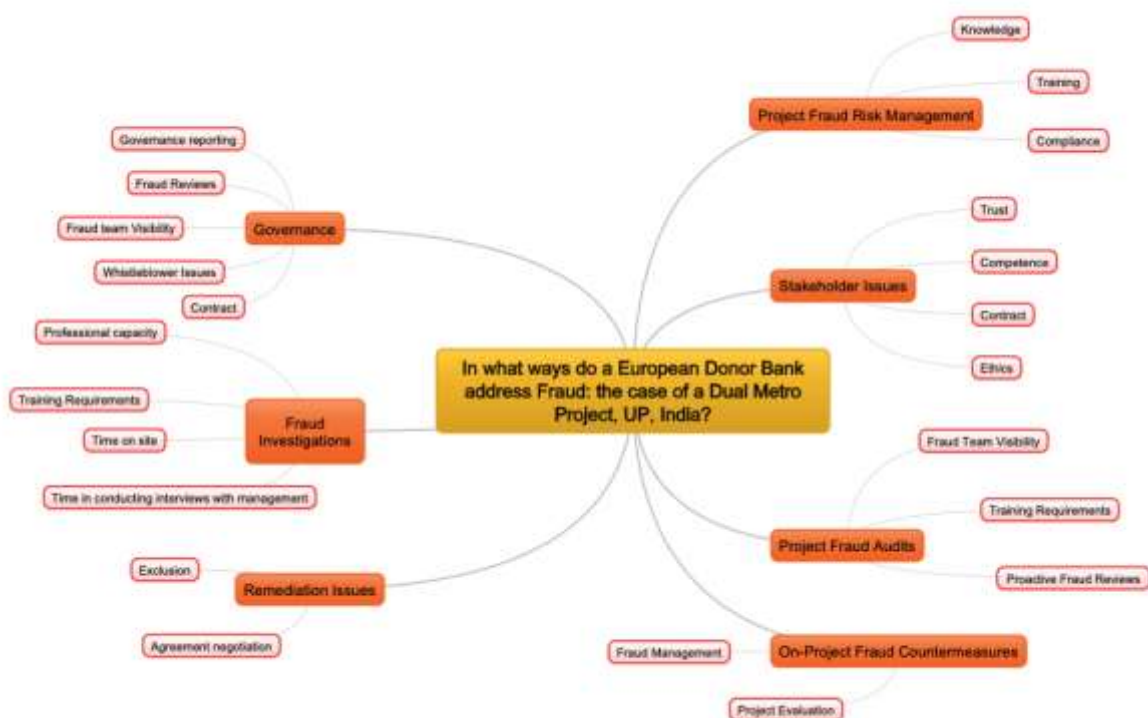 In what ways do a European Donor Bank
address Fraud: the case of a Dual Metro
Project, UP, India?
Governance
Governance reporting
Fraud Reviews
Fraud team Visibility
Whistleblower Issues
Contract
Fraud
Investigations
Professional capacity
Training Requirements
Time on site
Time in conducting interviews with management
Remediation Issues
Exclusion
Agreement negotiation
Project Fraud Risk Management
Knowledge
Training
Compliance
Stakeholder Issues
Trust
Competence
Contract
Ethics
Project Fraud Audits
Fraud Team Visibility
Training Requirements
Proactive Fraud Reviews
On-Project Fraud Countermeasures
Fraud Management
Project Evaluation